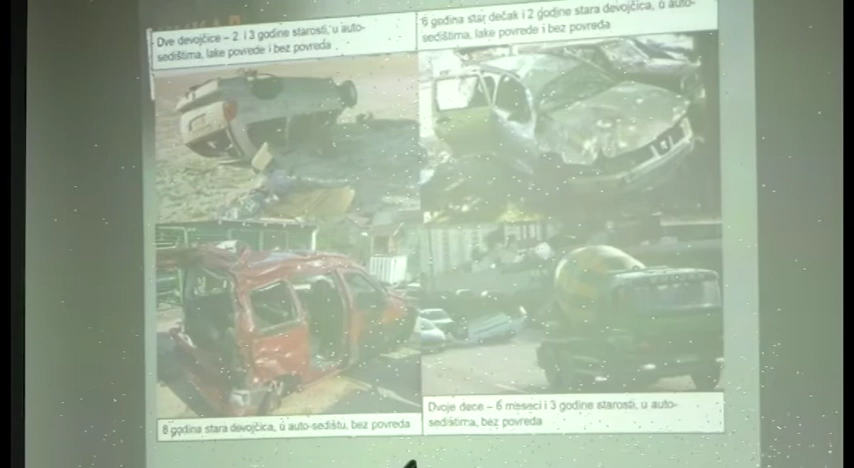 Dve devojčice – 2 i 3 godine starosti, u auto-
sedištima, lake povrede i bez povreda
6 godina star dečak i 2 godine stara devojčica, u auto-
sedištima, lake povrede i bez povreda
8 godina stara devojčica, u auto-sedištu, bez povreda
Dvoje dece – 6 meseci i 3 godine starosti, u auto-
sedištima, bez povreda